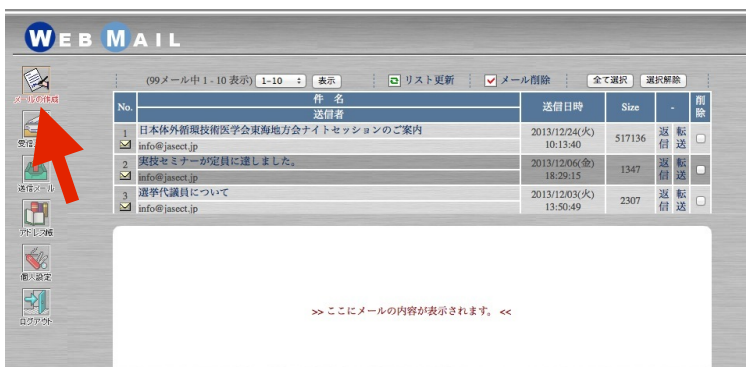 WEB MAIL
メールの作成
送信メール
アドレス帳
個人設定
ログアウト
(99メール中 1 - 10 表示) 1-10 表示 リスト更新 メール削除 全て選択 選択解除
No. 件 名 送信日時 Size - 削除
送信者
1 日本体外循環技術医学会東海地方会ナイトセッションのご案内 2013/12/24(火) 517136 返信 転送
info@jasect.jp 10:13:40
2 実技セミナーが定員に達しました。 2013/12/06(金) 1347 返信 転送
info@jasect.jp 18:29:15
3 選挙代議員について 2013/12/03(火) 2307 返信 転送
info@jasect.jp 13:50:49
>> ここにメールの内容が表示されます。 <<